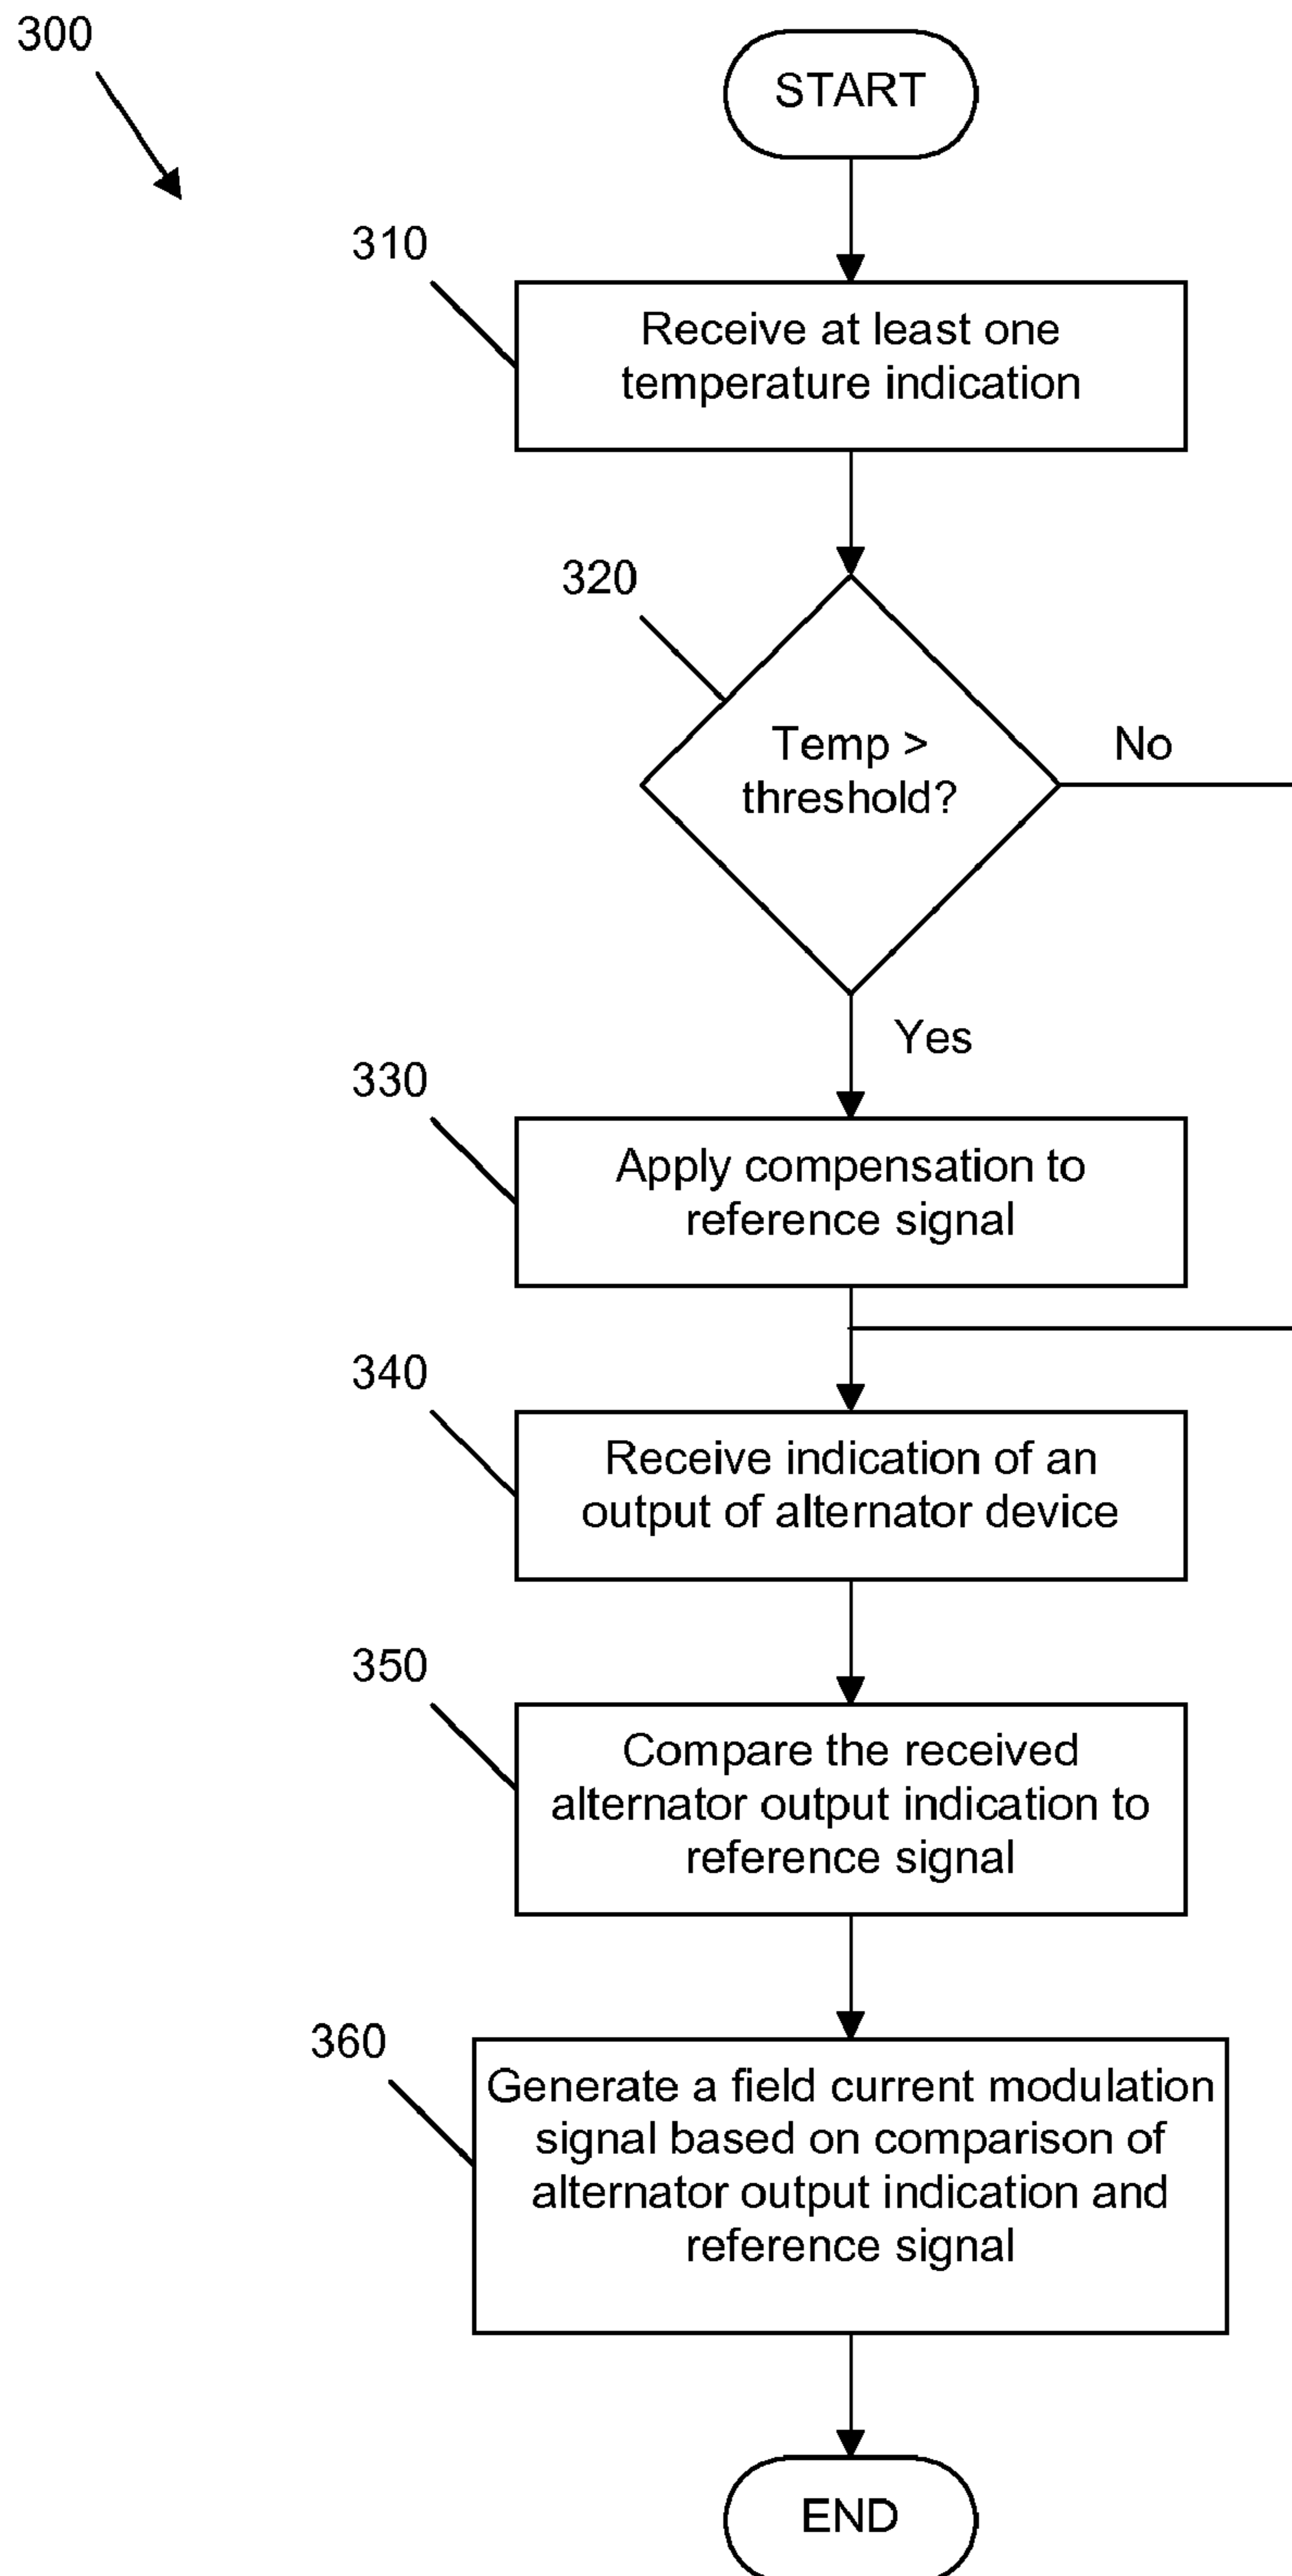 300
START
310
Receive at least one
temperature indication
320
Temp >
threshold?
No
Yes
330
Apply compensation to
reference signal
340
Receive indication of an
output of alternator device
350
Compare the received
alternator output indication to
reference signal
360
Generate a field current modulation
signal based on comparison of
alternator output indication and
reference signal
END